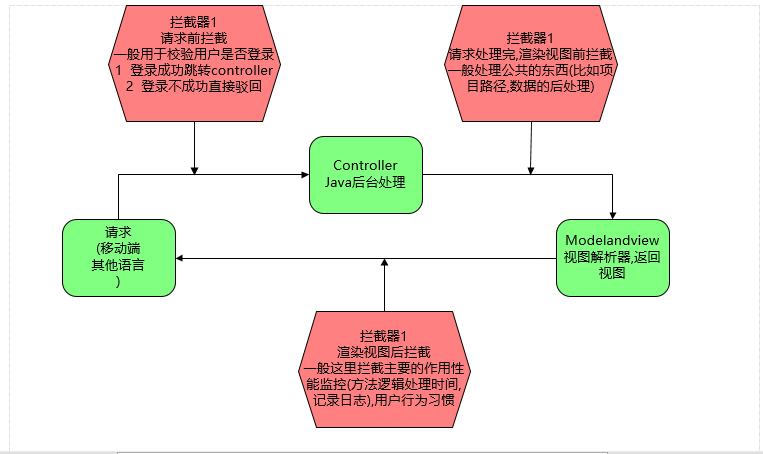 拦截器1
请求前拦截
一般用于校验用户是否登录
1 登录成功跳转controller
2 登录不成功直接驳回
拦截器1
请求处理完,渲染视图前拦截
一般处理公共的东西(比如项
目路径,数据的后处理)
Controller
Java后台处理
请求
(移动端
其他语言
)
Modelandview
视图解析器,返回
视图
拦截器1
渲染视图后拦截
一般这里拦截主要的作用性
能监控(方法逻辑处理时间,
记录日志),用户行为习惯